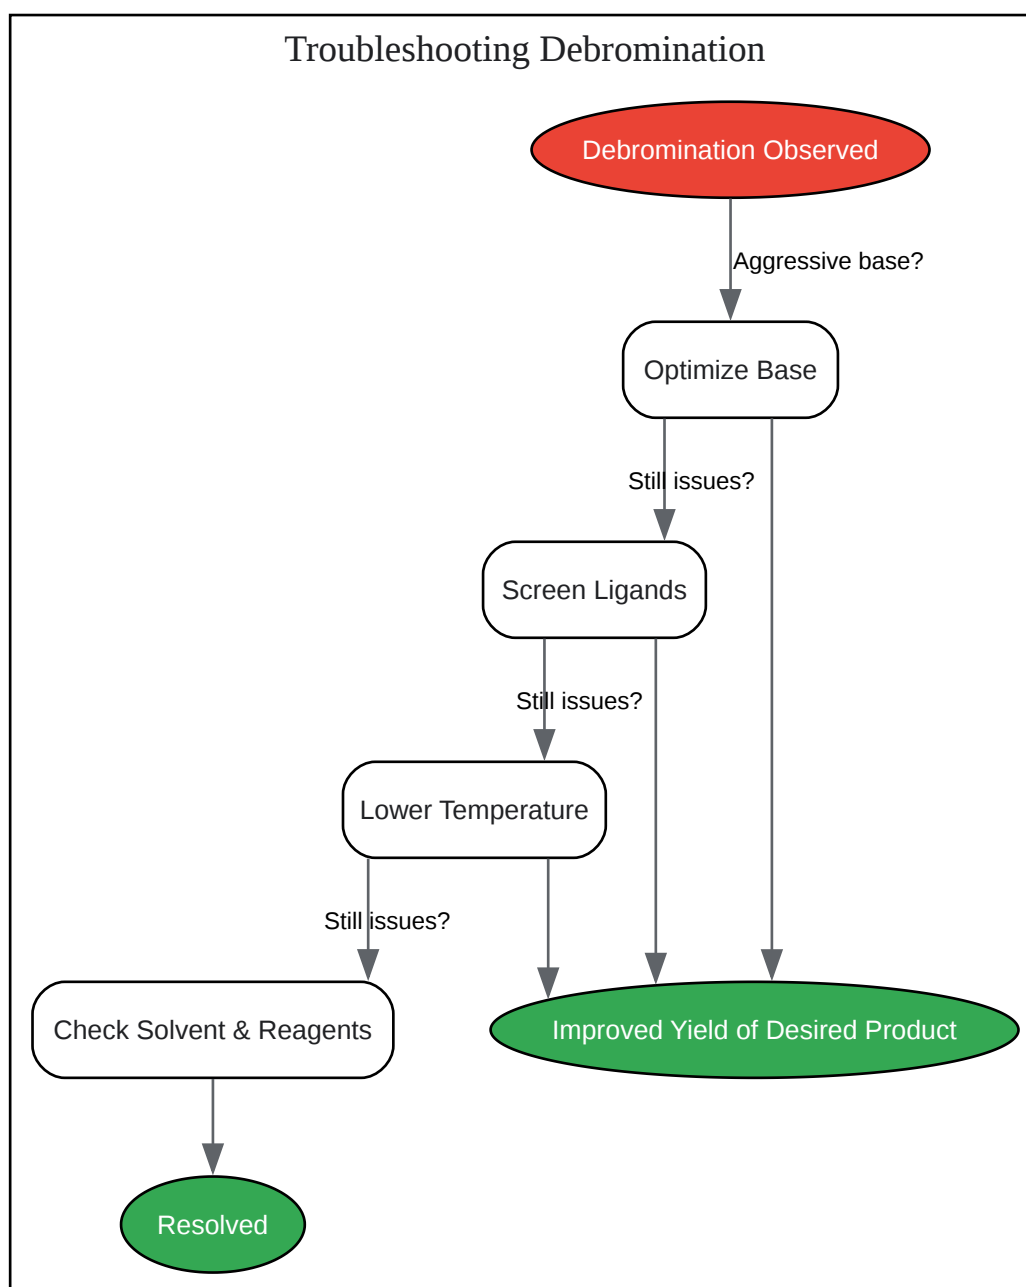 Troubleshooting Debromination
Debromination Observed
Aggressive base?
Optimize Base
Still issues?
Screen Ligands
Still issues?
Lower Temperature
Still issues?
Check Solvent & Reagents
Improved Yield of Desired Product
Resolved